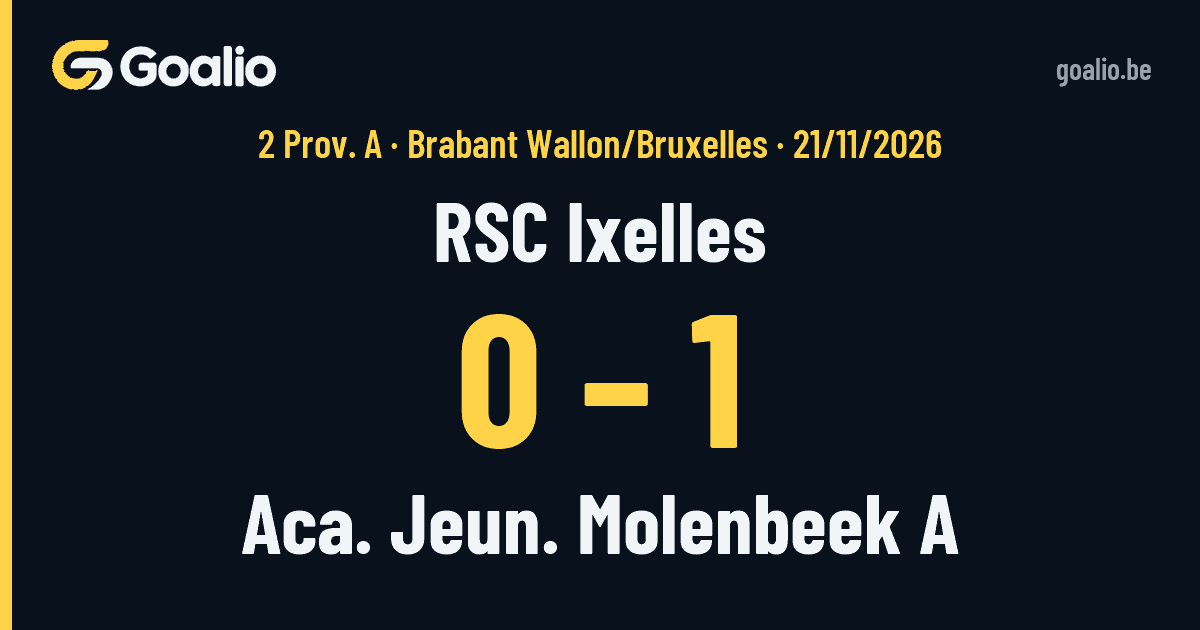 Goalio
goalio.be
2 Prov. A · Brabant Wallon/Bruxelles · 21/11/2026
RSC Ixelles
0 – 1
Aca. Jeun. Molenbeek A